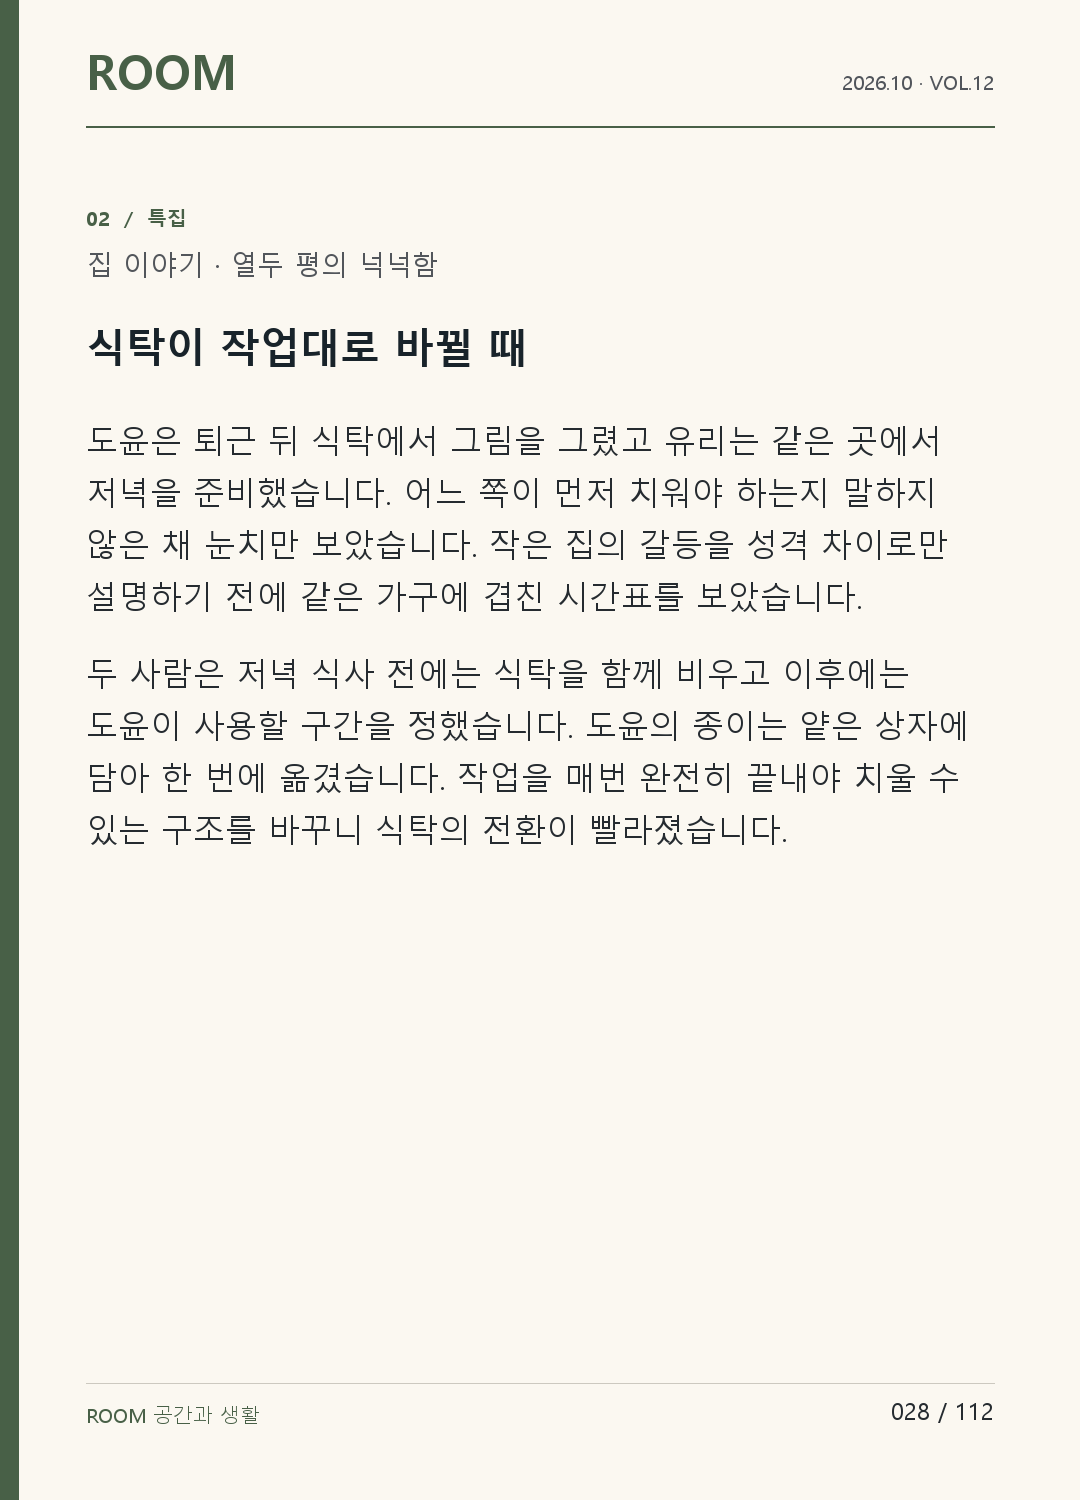 ROOM
2026.10 · VOL.12
02 / 특집
집 이야기 · 열두 평의 넉넉함
식탁이 작업대로 바뀔 때
도윤은 퇴근 뒤 식탁에서 그림을 그렸고 유리는 같은 곳에서
저녁을 준비했습니다. 어느 쪽이 먼저 치워야 하는지 말하지
않은 채 눈치만 보았습니다. 작은 집의 갈등을 성격 차이로만
설명하기 전에 같은 가구에 겹친 시간표를 보았습니다.
두 사람은 저녁 식사 전에는 식탁을 함께 비우고 이후에는
도윤이 사용할 구간을 정했습니다. 도윤의 종이는 얕은 상자에
담아 한 번에 옮겼습니다. 작업을 매번 완전히 끝내야 치울 수
있는 구조를 바꾸니 식탁의 전환이 빨라졌습니다.
ROOM 공간과 생활
028 / 112